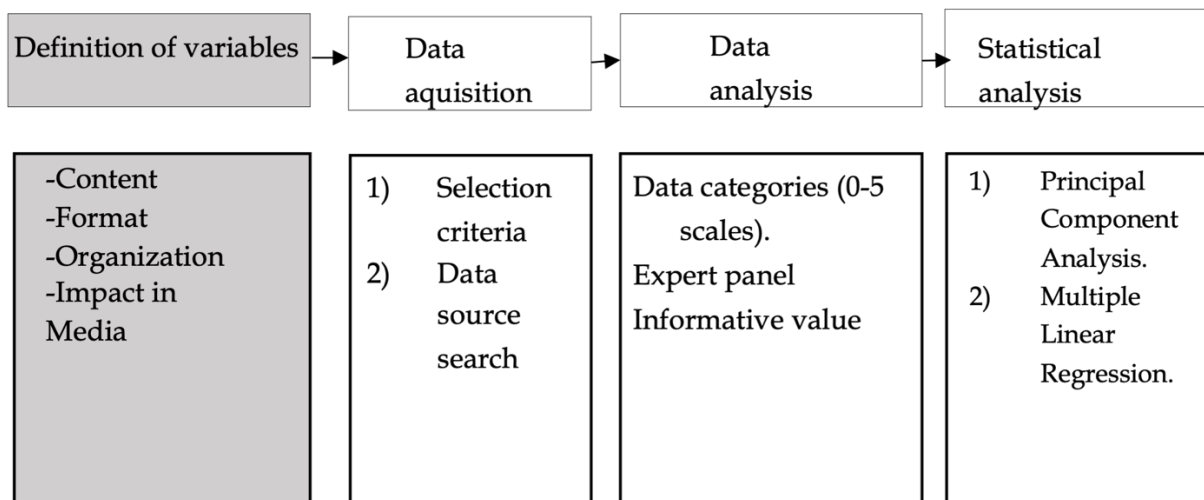 Definition of variables
Data
aquisition
Data
analysis
Statistical
analysis
-Content
-Format
-Organization
-Impact in
Media
1) Selection
criteria
2) Data
source
search
Data categories (0-5
scales).
Expert panel
Informative value
1) Principal
Component
Analysis.
2) Multiple
Linear
Regression.